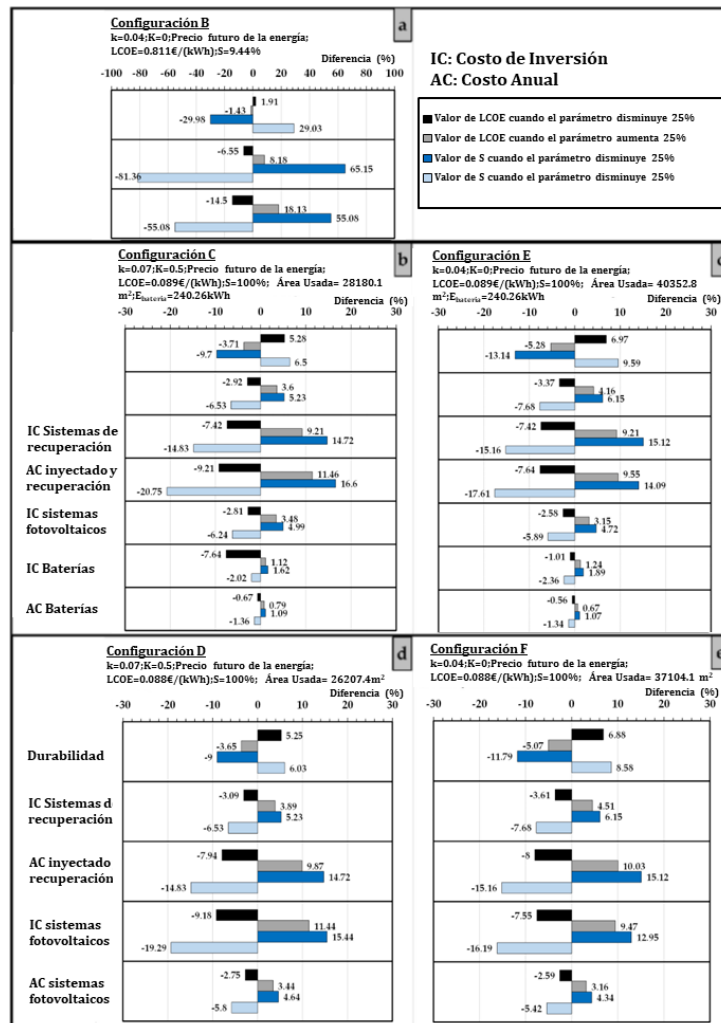 Configuración B
a
k=0.04;K=0;Precio futuro de la energía;
LCOE=0.811€/(kWh);S=9.44%
Diferencia (%)
-100 -80 -60 -40 -20 0 20 40 60 80 100
1.91
-1.43
-29.98
29.03
-6.55
8.18
65.15
-81.36
-14.5
18.13
55.08
-55.08
IC: Costo de Inversión
AC: Costo Anual
Valor de LCOE cuando el parámetro disminuye 25%
Valor de LCOE cuando el parámetro aumenta 25%
Valor de S cuando el parámetro disminuye 25%
Valor de S cuando el parámetro disminuye 25%
Configuración C
b
k=0.07;K=0.5;Precio futuro de la energía;
LCOE=0.089€/(kWh);S=100%; Área Usada= 28180.1
m²;Ebatería=240.26kWh
Diferencia (%)
-30 -20 -10 0 10 20 30
5.28
-3.71
-9.7
6.5
-2.92
3.6
5.23
-6.53
IC Sistemas de
recuperación
-7.42
9.21
14.72
-14.83
AC inyectado y
recuperación
-9.21
11.46
16.6
-20.75
IC sistemas
fotovoltaicos
-2.81
3.48
4.99
-6.24
IC Baterías
-7.64
1.12
1.62
-2.02
AC Baterías
-0.67
0.79
1.09
-1.36
Configuración E
k=0.04;K=0;Precio futuro de la energía;
LCOE=0.089€/(kWh);S=100%; Área Usada= 40352.8
m²;Ebatería=240.26kWh
Diferencia (%)
-30 -20 -10 0 10 20 30
6.97
-5.28
-13.14
9.59
-3.37
4.16
6.15
-7.68
-7.42
9.21
15.12
-15.16
-7.64
9.55
14.09
-17.61
-2.58
3.15
4.72
-5.89
-1.01
1.24
1.89
-2.36
-0.56
0.67
1.07
-1.34
Configuración D
d
k=0.07;K=0.5;Precio futuro de la energía;
LCOE=0.088€/(kWh);S=100%; Área Usada= 26207.4m²
Diferencia (%)
-30 -20 -10 0 10 20 30
Durabilidad
5.25
-3.65
-9
6.03
IC Sistemas d
recuperación
-3.09
3.89
5.23
-6.53
AC inyectado
recuperación
-7.94
9.87
14.72
-14.83
IC sistemas
fotovoltaicos
-9.18
11.44
15.44
-19.29
AC sistemas
fotovoltaicos
-2.75
3.44
4.64
-5.8
Configuración F
e
k=0.04;K=0;Precio futuro de la energía;
LCOE=0.088€/(kWh);S=100%; Área Usada= 37104.1 m²
Diferencia (%)
-30 -20 -10 0 10 20 30
6.88
-5.07
-11.79
8.58
-3.61
4.51
6.15
-7.68
-8
10.03
15.12
-15.16
-7.55
9.47
12.95
-16.19
-2.59
3.16
4.34
-5.42